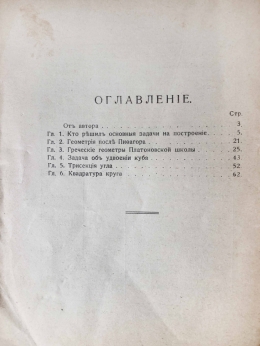 ОГЛАВЛЕНІЕ.
Стр.
Отъ автора . . . . . . . . . . . . . . . 3.
Гл. 1. Кто рѣшилъ основныя задачи на построеніе . . . 5.
Гл. 2. Геометрія послѣ Пиѳагора . . . . . . . . 21.
Гл. 3. Греческіе геометры Платоновской школы . . . . 25.
Гл. 4. Задача объ удвоеніи куба . . . . . . . . 43
Гл. 5. Трисекція угла . . . . . . . . . . . . 52.
Гл. 6. Квадратура круга . . . . . . . . . . . 62.